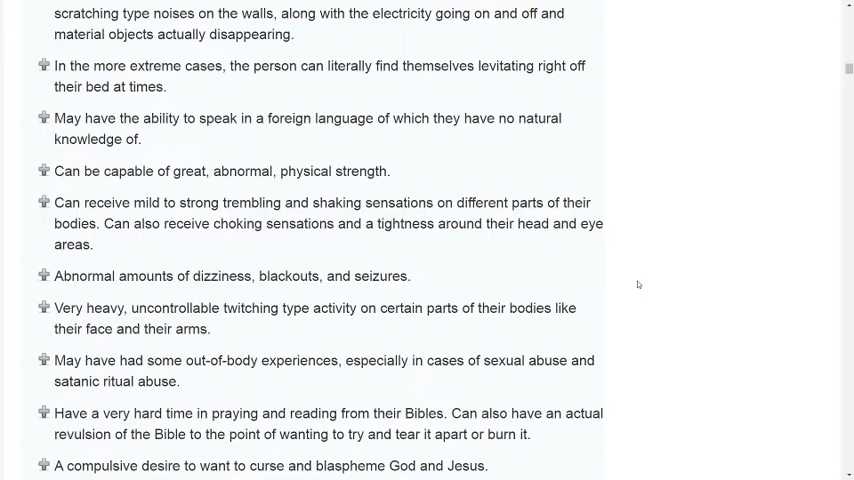 scratching type noises on the walls, along with the electricity going on and off and
material objects actually disappearing.
In the more extreme cases, the person can literally find themselves levitating right off
their bed at times.
May have the ability to speak in a foreign language of which they have no natural
knowledge of.
Can be capable of great, abnormal, physical strength.
Can receive mild to strong trembling and shaking sensations on different parts of their
bodies. Can also receive choking sensations and a tightness around their head and eye
areas.
Abnormal amounts of dizziness, blackouts, and seizures.
Very heavy, uncontrollable twitching type activity on certain parts of their bodies like
their face and their arms.
May have had some out-of-body experiences, especially in cases of sexual abuse and
satanic ritual abuse.
Have a very hard time in praying and reading from their Bibles. Can also have an actual
revulsion of the Bible to the point of wanting to try and tear it apart or burn it.
A compulsive desire to want to curse and blaspheme God and Jesus.